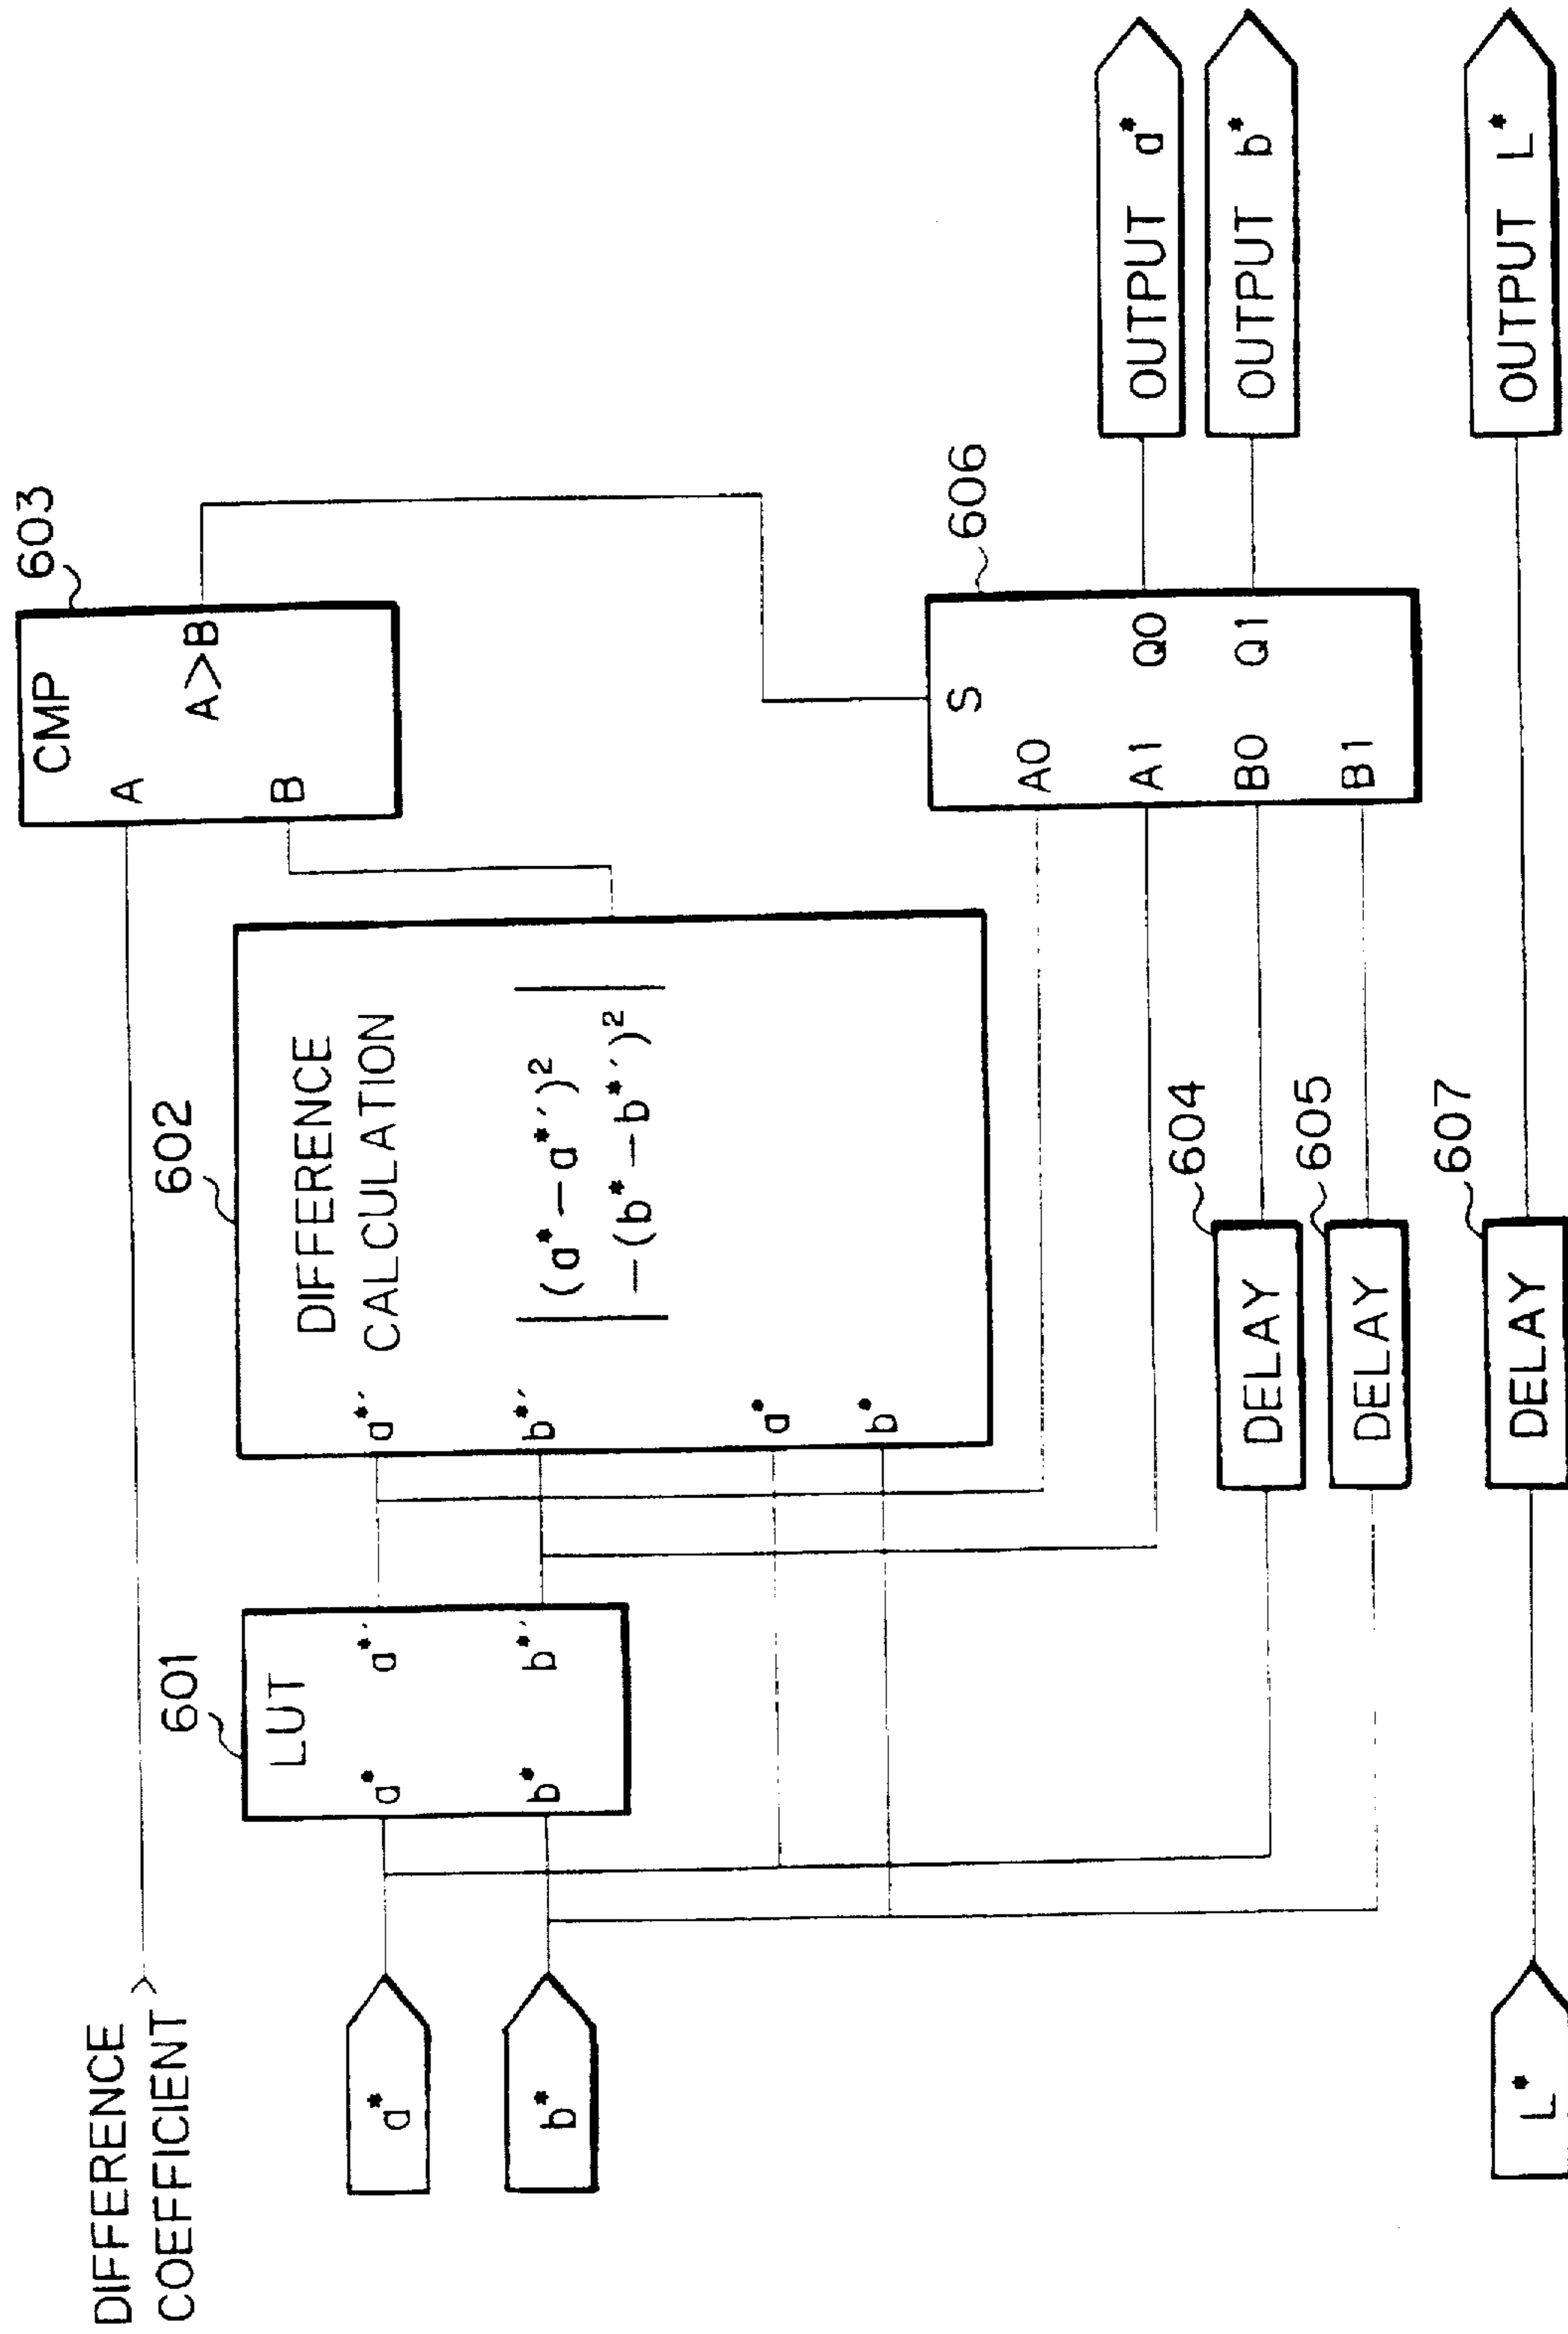 DIFFERENCE
COEFFICIENT
a*
b*
L*
601
LUT
a* a*'
b* b*'
602
DIFFERENCE
CALCULATION
a*'
b*'
a*
b*
|(a*-a*')²
-(b*-b*')²|
603
CMP
A
B
A>B
604
DELAY
605
DELAY
607
DELAY
606
S
A0
A1 Q0
B0 Q1
B1
OUTPUT a*
OUTPUT b*
OUTPUT L*